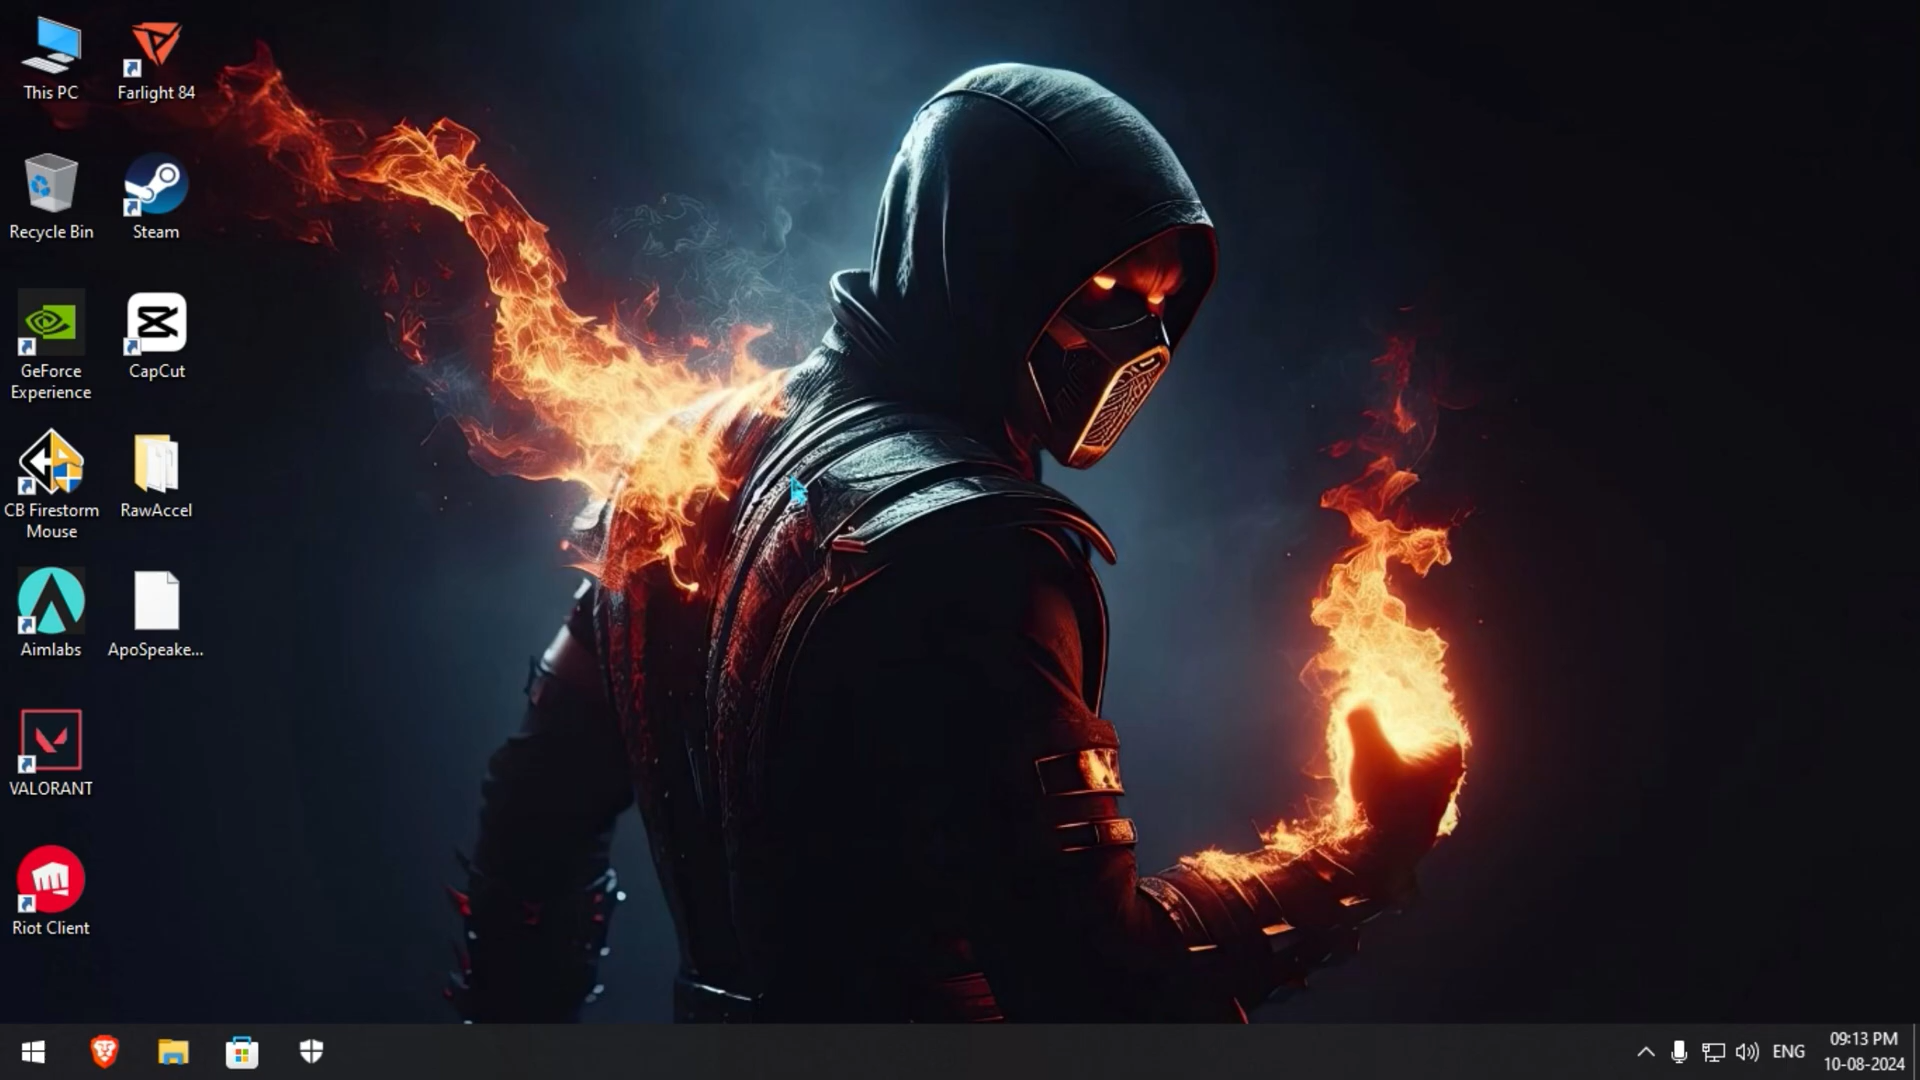 This PC
Farlight 84
Recycle Bin
Steam
GeForce
Experience
CapCut
CB Firestorm
Mouse
RawAccel
Aimlabs
ApoSpeake...
VALORANT
Riot Client
ENG
09:13 PM
10-08-2024